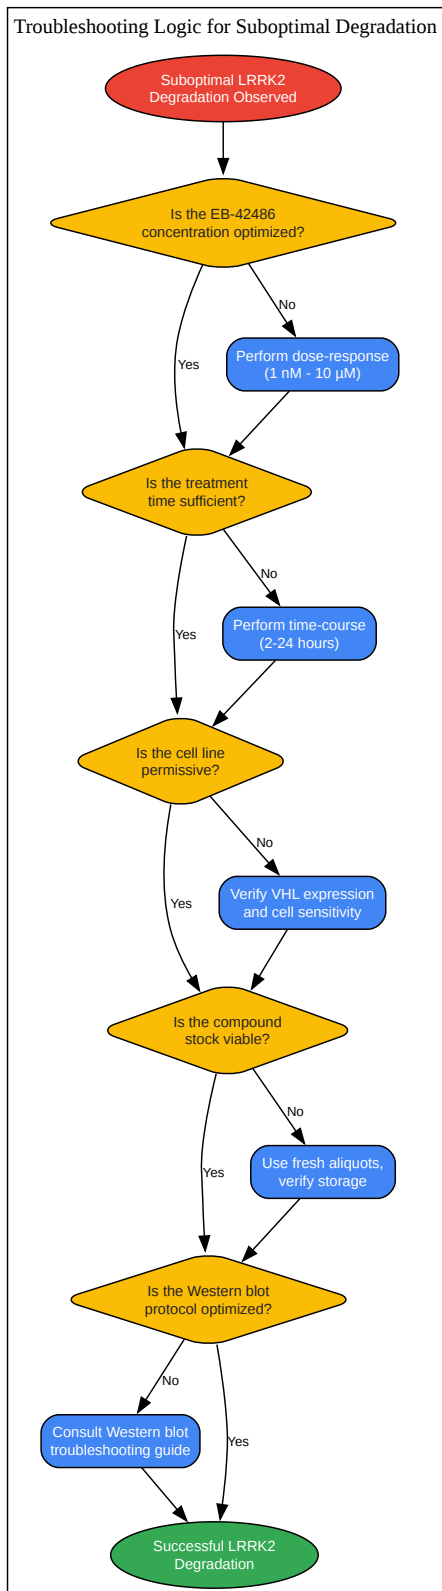 Troubleshooting Logic for Suboptimal Degradation
Suboptimal LRRK2
Degradation Observed
Is the EB-42486
concentration optimized?
No
Yes
Perform dose-response
(1 nM - 10 µM)
Is the treatment
time sufficient?
No
Yes
Perform time-course
(2-24 hours)
Is the cell line
permissive?
No
Yes
Verify VHL expression
and cell sensitivity
Is the compound
stock viable?
No
Yes
Use fresh aliquots,
verify storage
Is the Western blot
protocol optimized?
No
Yes
Consult Western blot
troubleshooting guide
Successful LRRK2
Degradation